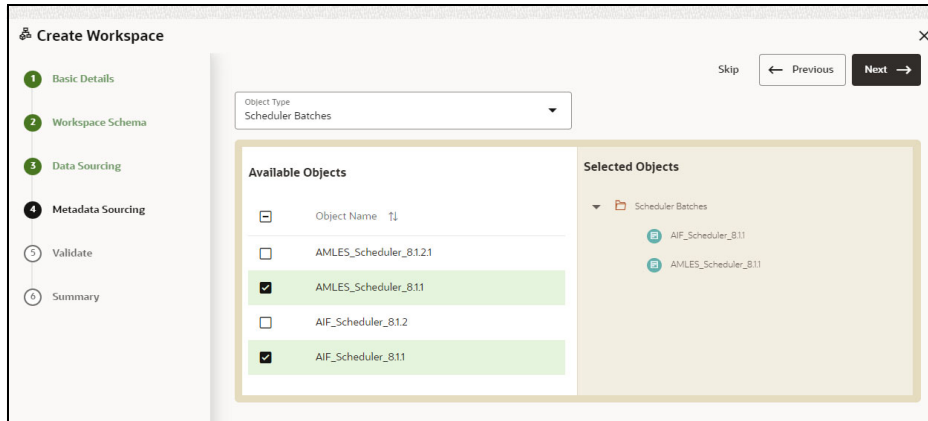 Create Workspace
1 Basic Details
2 Workspace Schema
3 Data Sourcing
4 Metadata Sourcing
5 Validate
6 Summary
Skip
← Previous
Next →
Object Type
Scheduler Batches
Available Objects
Object Name ↑↓
AMLES_Scheduler_8.1.2.1
AMLES_Scheduler_8.1.1
AIF_Scheduler_8.1.2
AIF_Scheduler_8.1.1
Selected Objects
Scheduler Batches
AIF_Scheduler_8.1.1
AMLES_Scheduler_8.1.1